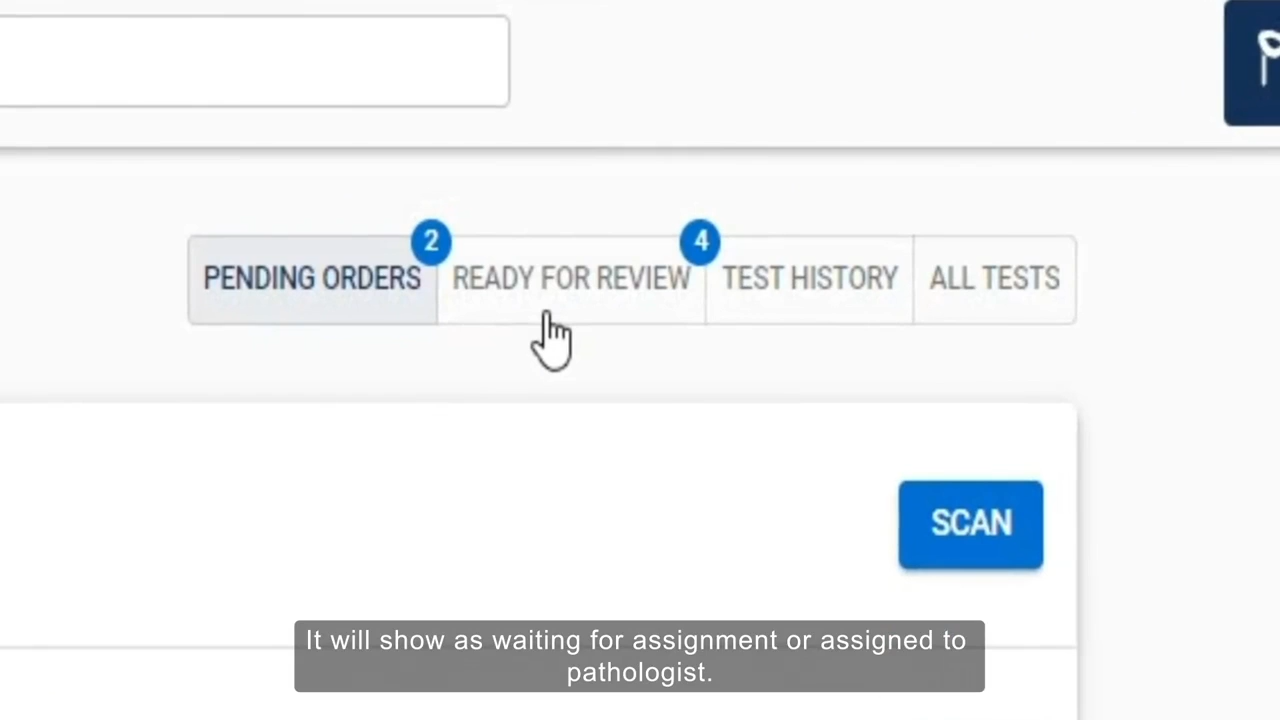 2 4
PENDING ORDERS READY FOR REVIEW TEST HISTORY ALL TESTS
SCAN
It will show as waiting for assignment or assigned to
pathologist.